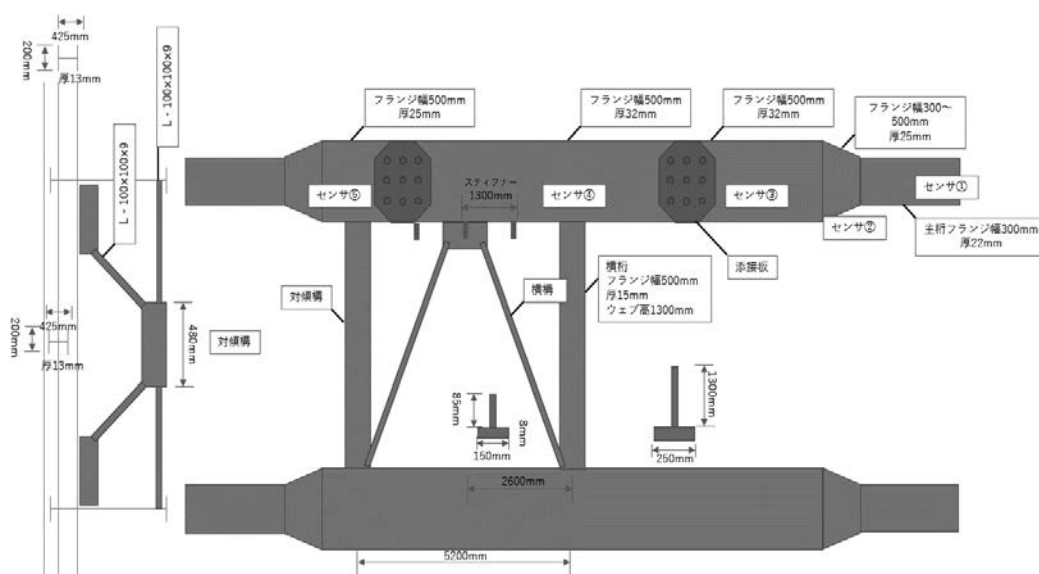 425mm
200mm
厚13mm
L - 100×100×9
L - 100×100×9
フランジ幅500mm
厚25mm
フランジ幅500mm
厚32mm
フランジ幅500mm
厚32mm
フランジ幅300～
500mm
厚25mm
センサ⑤
スティフナー
1300mm
センサ④
センサ③
センサ①
センサ②
主桁フランジ幅300mm
厚22mm
添接板
横桁
フランジ幅500mm
厚15mm
ウェブ高1300mm
対傾構
横構
425mm
200mm
厚13mm
480mm
対傾構
85mm
8mm
150mm
1300mm
250mm
2600mm
5200mm